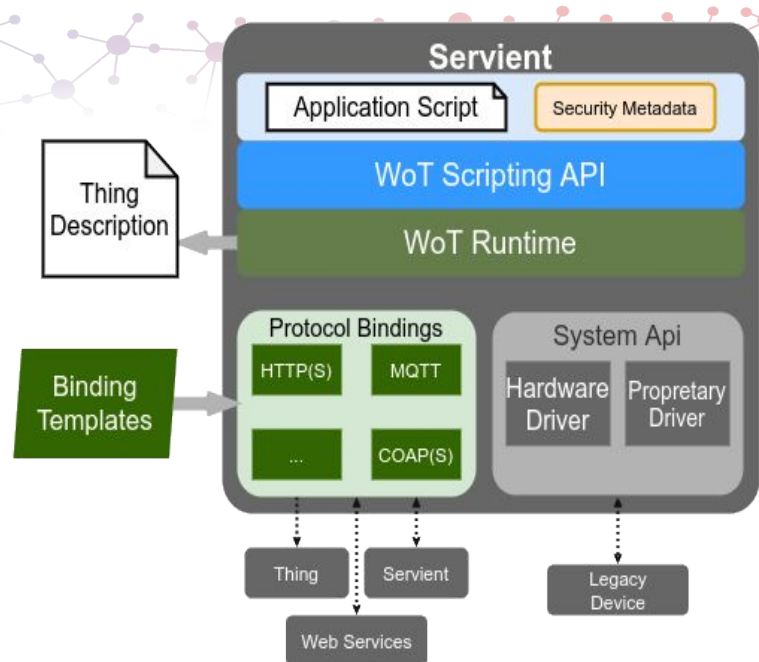 Servient
Application Script
Security Metadata
WoT Scripting API
Thing
Description
WoT Runtime
Protocol Bindings
HTTP(S)
MQTT
...
COAP(S)
System Api
Hardware
Driver
Propretary
Driver
Binding
Templates
Thing
Servient
Web Services
Legacy
Device